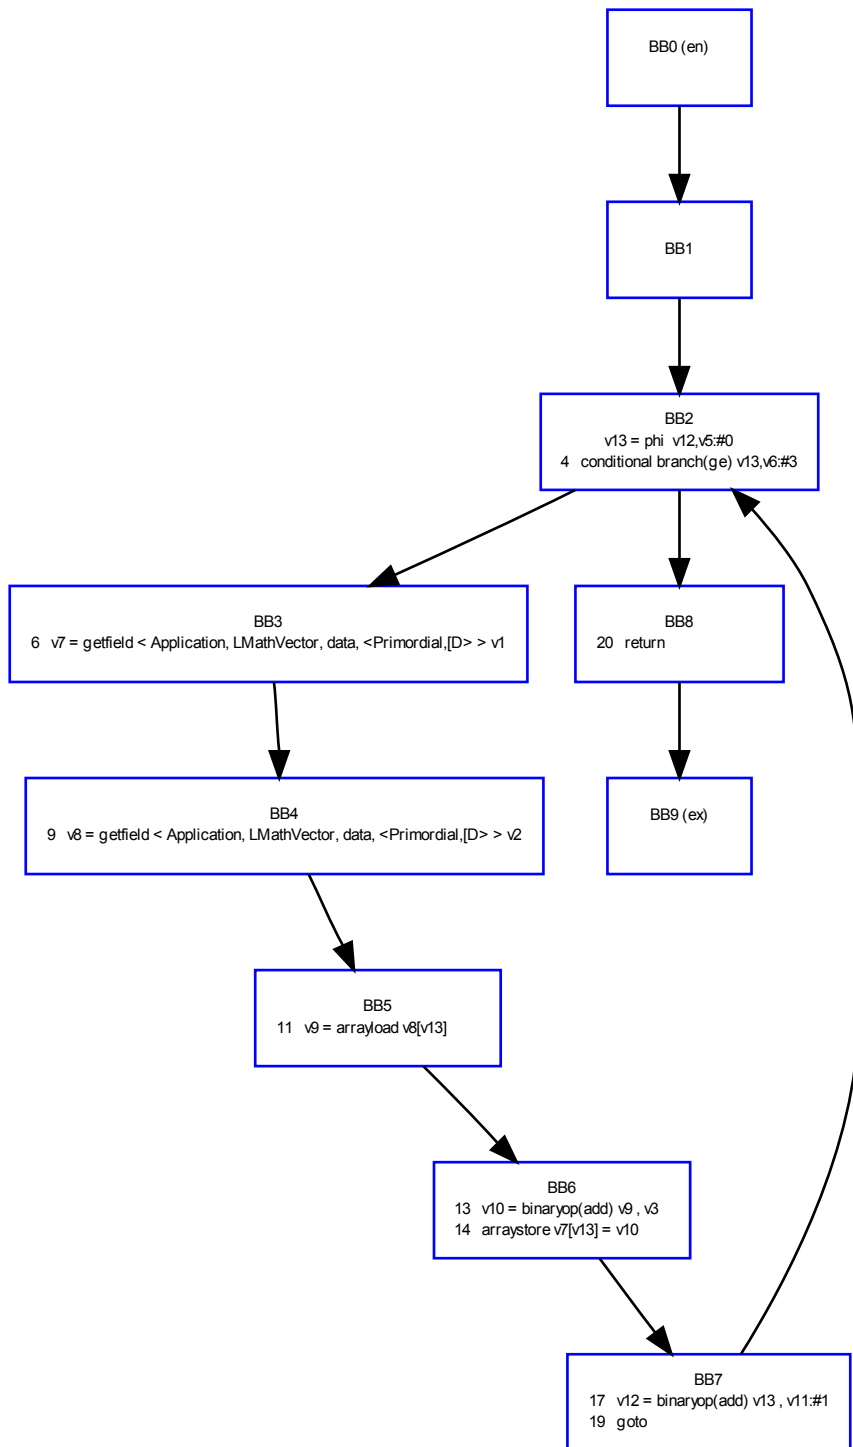 BB0 (en)
BB1
BB2
v13 = phi v12,v5:#0
4 conditional branch(ge) v13,v6:#3
BB3
6 v7 = getfield < Application, LMathVector, data, <Primordial,[D> > v1
BB8
20 return
BB4
9 v8 = getfield < Application, LMathVector, data, <Primordial,[D> > v2
BB9 (ex)
BB5
11 v9 = arrayload v8[v13]
BB6
13 v10 = binaryop(add) v9 , v3
14 arraystore v7[v13] = v10
BB7
17 v12 = binaryop(add) v13 , v11:#1
19 goto